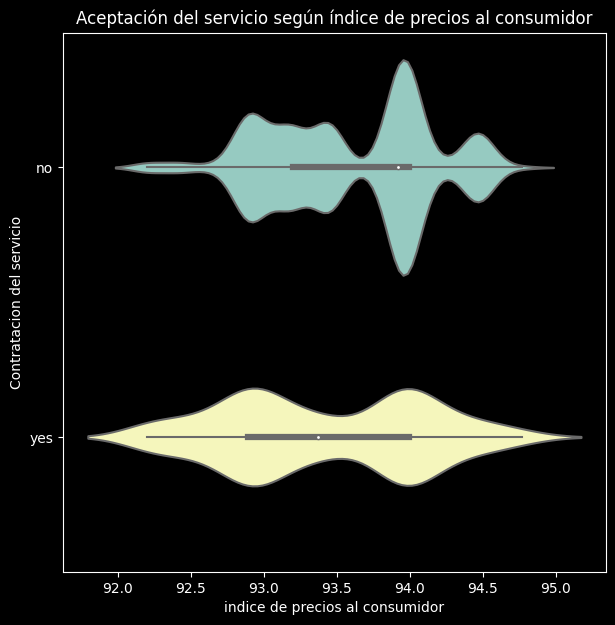 Aceptación del servicio según índice de precios al consumidor
no
yes
Contratacion del servicio
92.0 92.5 93.0 93.5 94.0 94.5 95.0
indice de precios al consumidor